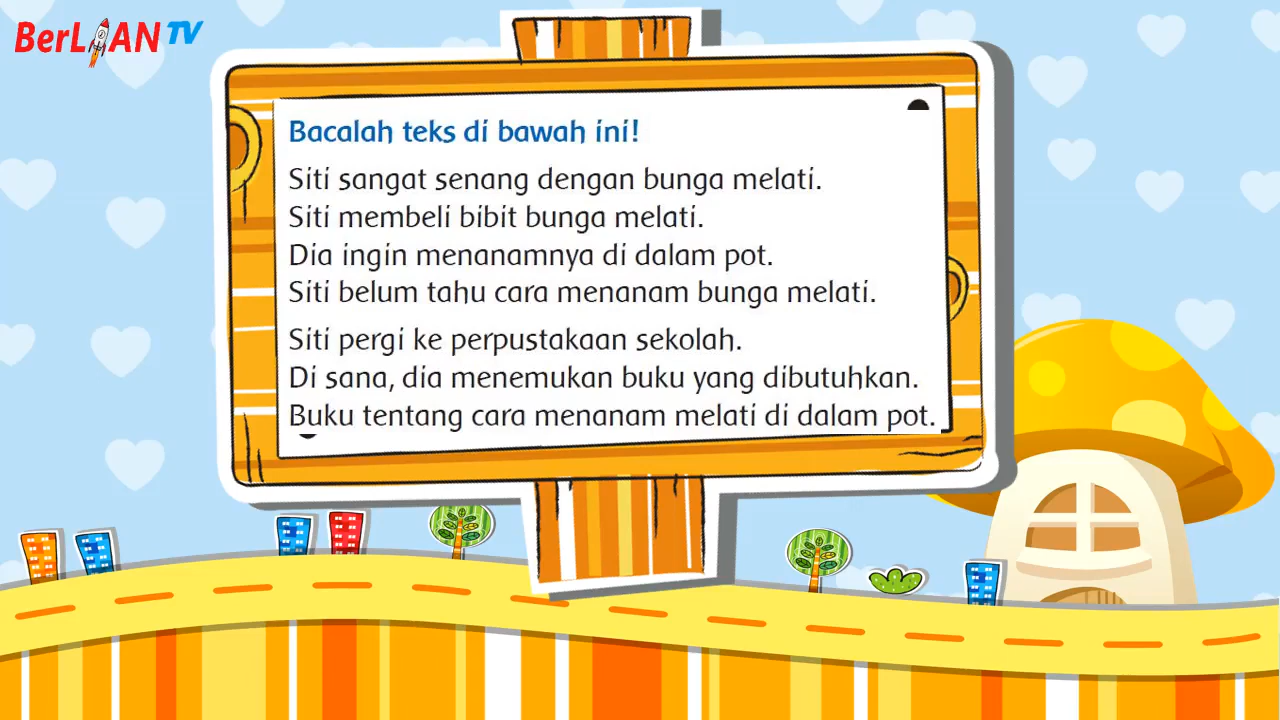 BerLIAN TV
Bacalah teks di bawah ini!
Siti sangat senang dengan bunga melati.
Siti membeli bibit bunga melati.
Dia ingin menanamnya di dalam pot.
Siti belum tahu cara menanam bunga melati.
Siti pergi ke perpustakaan sekolah.
Di sana, dia menemukan buku yang dibutuhkan.
Buku tentang cara menanam melati di dalam pot.